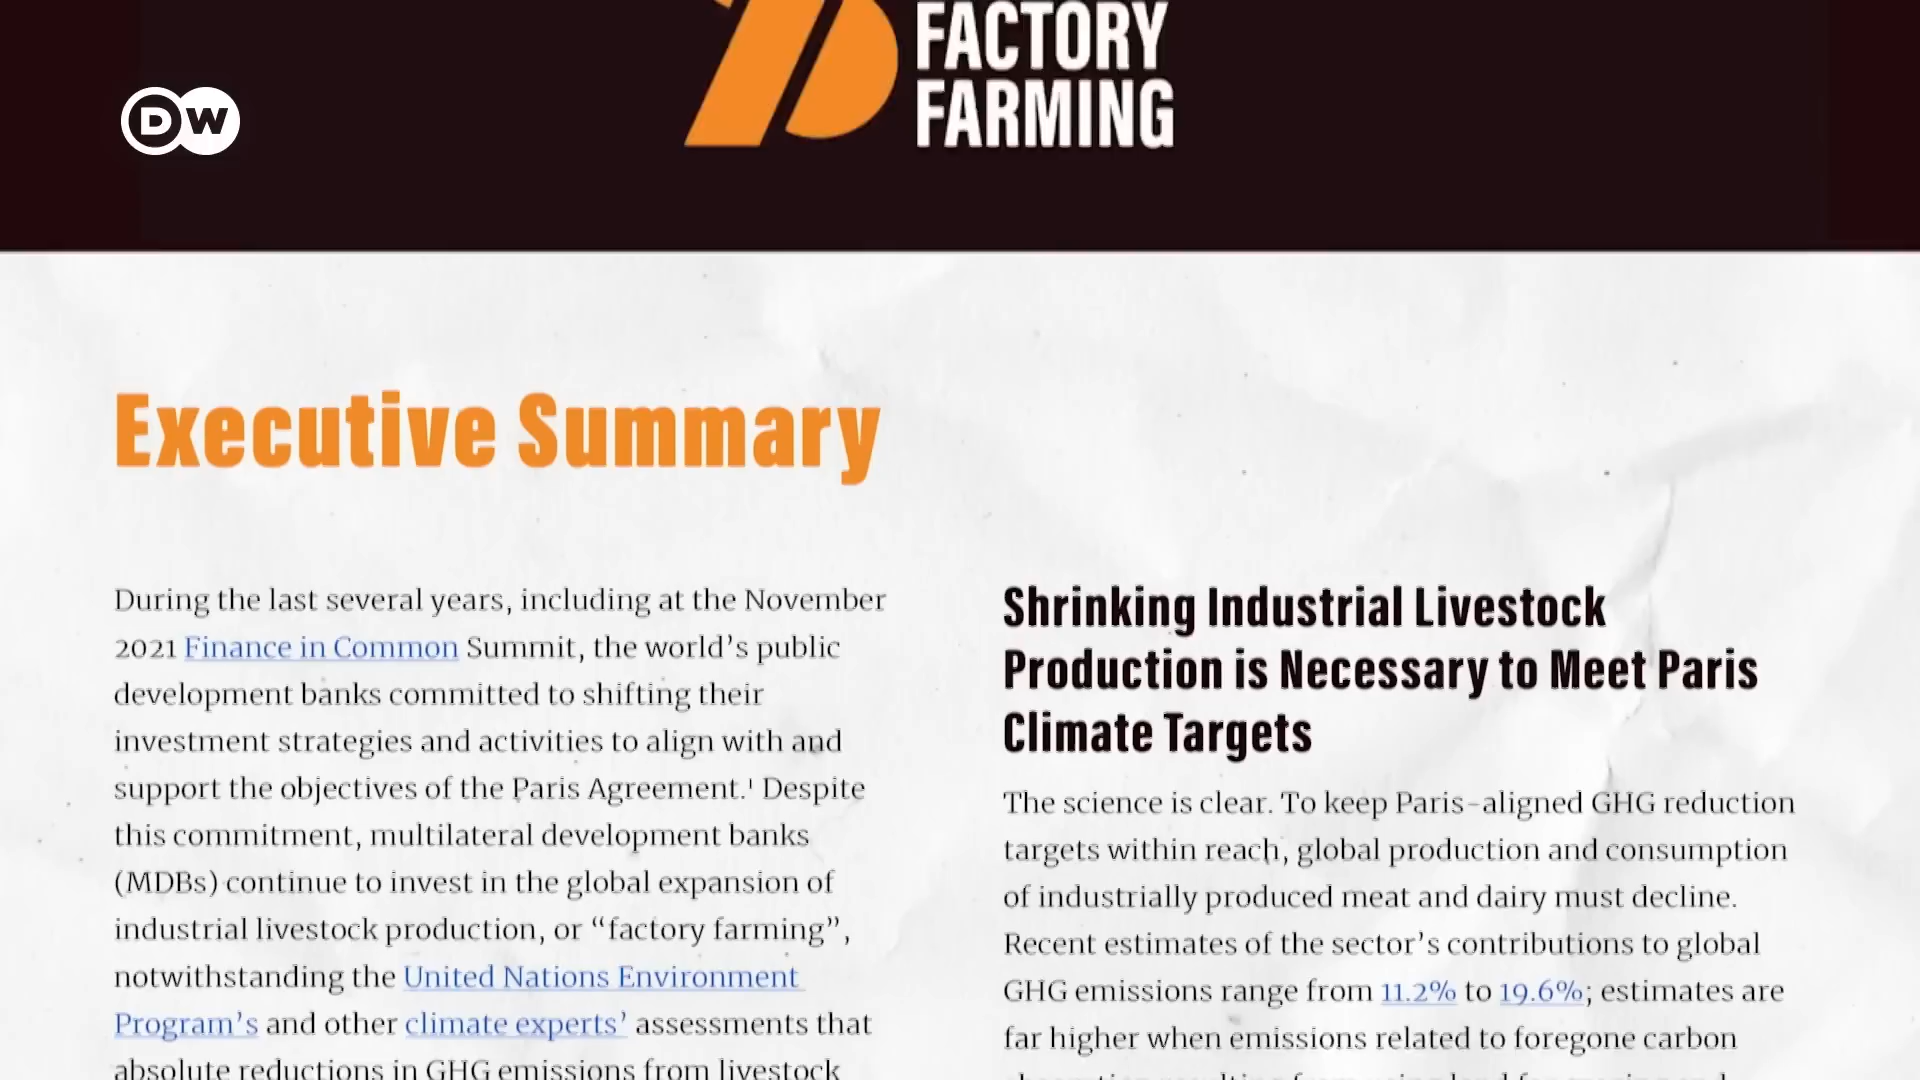 FACTORY
FARMING
DW
Executive Summary
During the last several years, including at the November
2021 Finance in Common Summit, the world’s public
development banks committed to shifting their
investment strategies and activities to align with and
support the objectives of the Paris Agreement.¹ Despite
this commitment, multilateral development banks
(MDBs) continue to invest in the global expansion of
industrial livestock production, or “factory farming”,
notwithstanding the United Nations Environment
Program’s and other climate experts’ assessments that
absolute reductions in GHG emissions from livestock
Shrinking Industrial Livestock
Production is Necessary to Meet Paris
Climate Targets
The science is clear. To keep Paris-aligned GHG reduction
targets within reach, global production and consumption
of industrially produced meat and dairy must decline.
Recent estimates of the sector’s contributions to global
GHG emissions range from 11.2% to 19.6%; estimates are
far higher when emissions related to foregone carbon